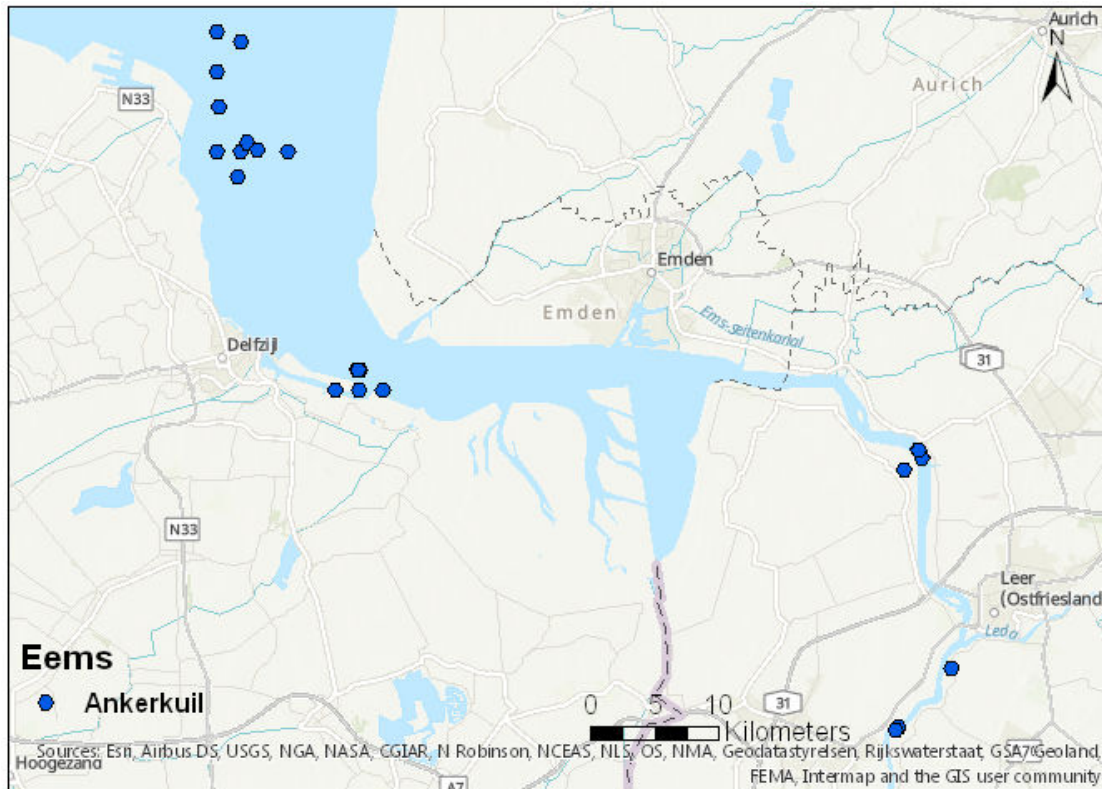 Aurich
N
N33
Aurich
Emden
Emden
Ems-seitenkanal
Delfzijl
31
N33
Leer
(Ostfriesland
Leda
Eems
Ankerkuil
0 5 10
Kilometers
31
Sources: Esri, Airbus DS, USGS, NGA, NASA, CGIAR, N Robinson, NCEAS, NLS, OS, NMA, Geodatastyrelsen, Rijkswaterstaat, GSA, Geoland,
FEMA, Intermap and the GIS user community
Hoogezand
A7